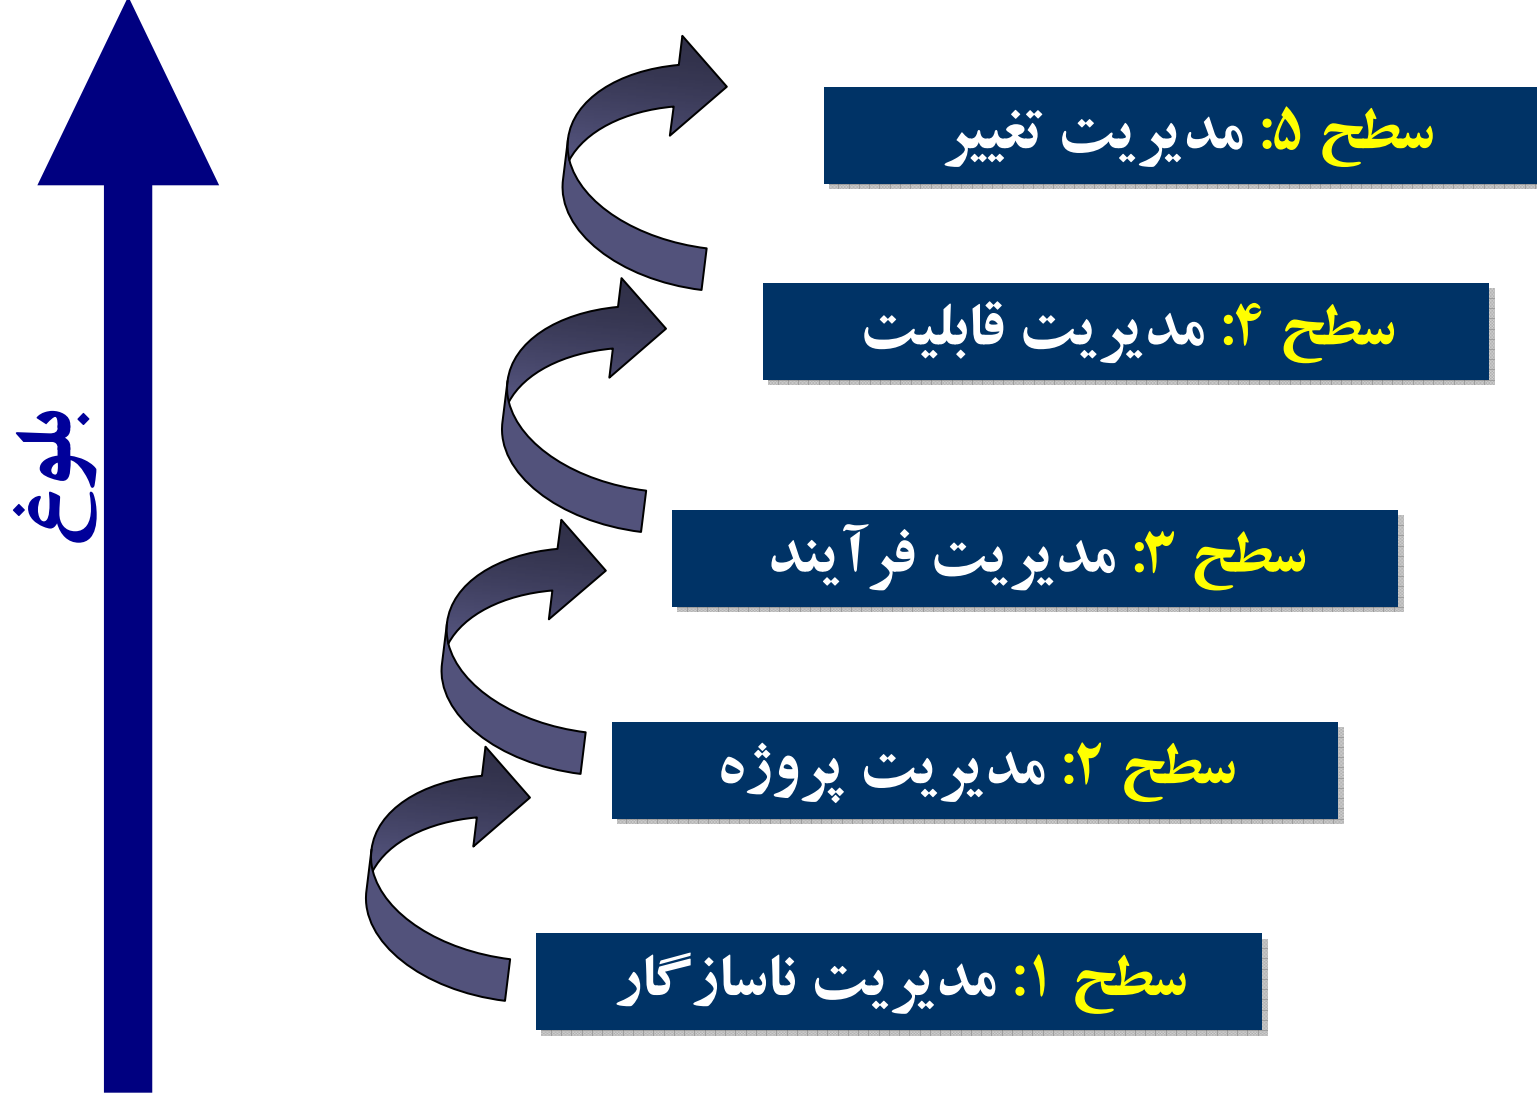 سطح ۵: مدیریت تغییر
سطح ۴: مدیریت قابلیت
سطح ۳: مدیریت فرآیند
سطح ۲: مدیریت پروژه
سطح ۱: مدیریت ناسازگار
بلوغ